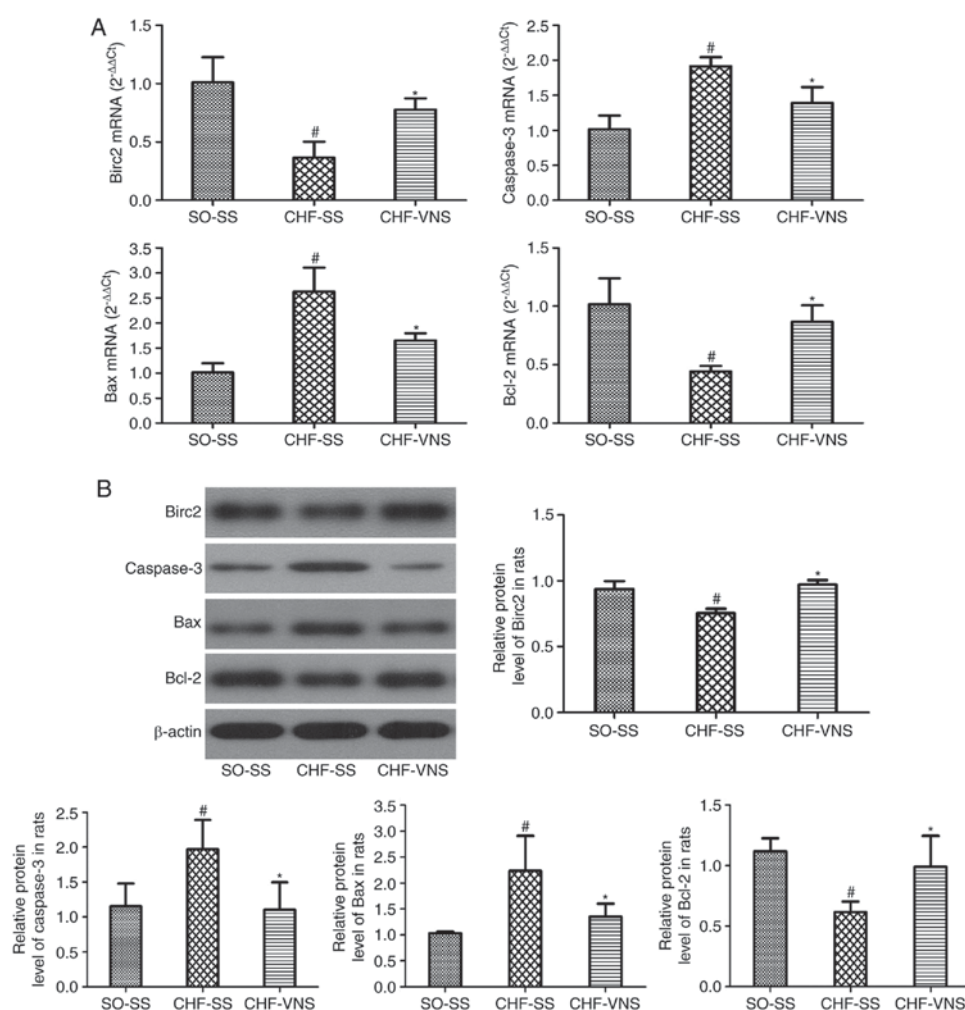 A
Birc2 mRNA (2-ΔΔCt)
1.5
1.0
0.5
0.0
#
*
SO-SS CHF-SS CHF-VNS
Caspase-3 mRNA (2-ΔΔCt)
2.5
2.0
1.5
1.0
0.5
0.0
#
*
SO-SS CHF-SS CHF-VNS
Bax mRNA (2-ΔΔCt)
3.5
3.0
2.5
2.0
1.5
1.0
0.5
0.0
#
*
SO-SS CHF-SS CHF-VNS
Bcl-2 mRNA (2-ΔΔCt)
1.5
1.0
0.5
0.0
#
*
SO-SS CHF-SS CHF-VNS
B
Birc2
Caspase-3
Bax
Bcl-2
β-actin
SO-SS CHF-SS CHF-VNS
Relative protein
level of Birc2 in rats
1.5
1.0
0.5
0.0
#
*
SO-SS CHF-SS CHF-VNS
Relative protein
level of caspase-3 in rats
2.5
2.0
1.5
1.0
0.5
0.0
#
*
SO-SS CHF-SS CHF-VNS
Relative protein
level of Bax in rats
3.5
3.0
2.5
2.0
1.5
1.0
0.5
0.0
#
*
SO-SS CHF-SS CHF-VNS
Relative protein
level of Bcl-2 in rats
1.5
1.0
0.5
0.0
#
*
SO-SS CHF-SS CHF-VNS